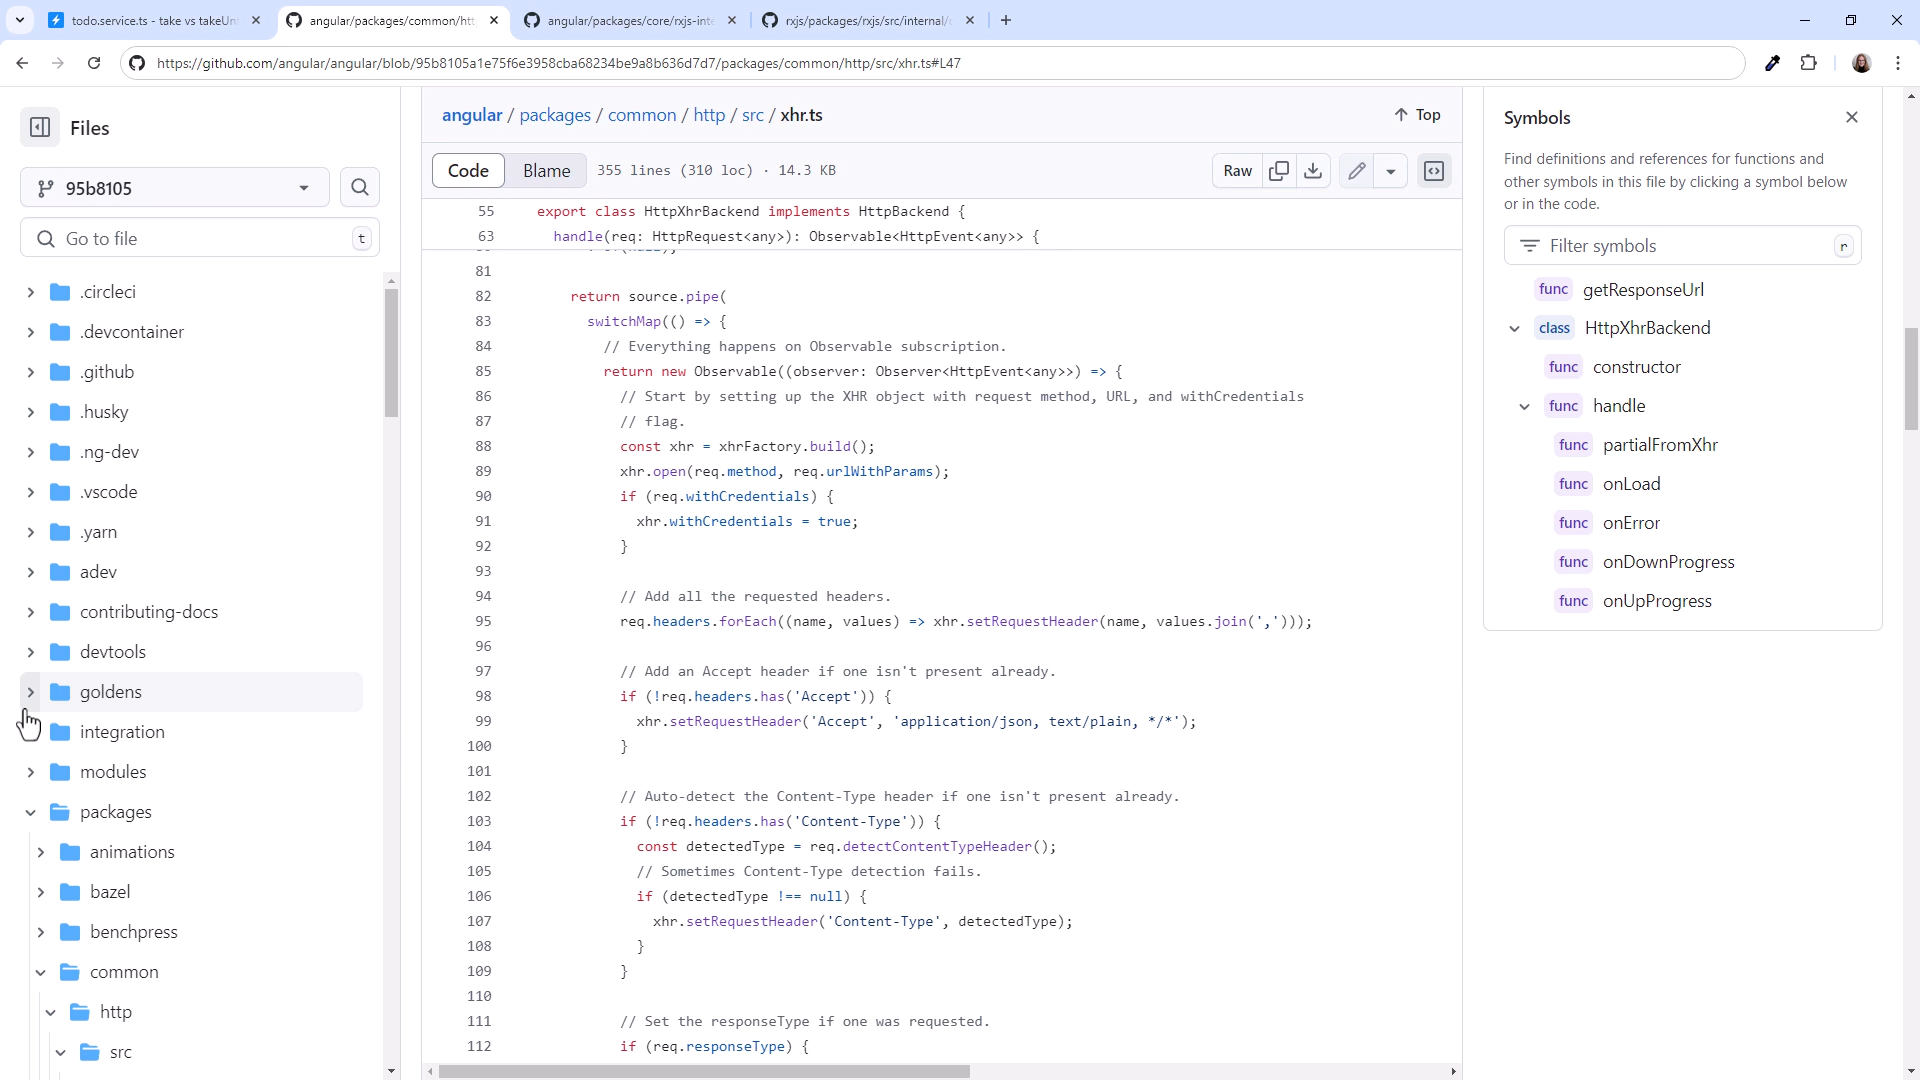 todo.service.ts - take vs takeUn
angular/packages/common/htt
angular/packages/core/rxjs-inte
rxjs/packages/rxjs/src/internal/
https://github.com/angular/angular/blob/95b8105a1e75f6e3958cba68234be9a8b636d7d7/packages/common/http/src/xhr.ts#L47
Files
95b8105
Go to file
t
.circleci
.devcontainer
.github
.husky
.ng-dev
.vscode
.yarn
adev
contributing-docs
devtools
goldens
integration
modules
packages
animations
bazel
benchpress
common
http
src
angular / packages / common / http / src / xhr.ts
Top
Code
Blame
355 lines (310 loc) · 14.3 KB
Raw
55 export class HttpXhrBackend implements HttpBackend {
63 handle(req: HttpRequest<any>): Observable<HttpEvent<any>> {
81
82 return source.pipe(
83 switchMap(() => {
84 // Everything happens on Observable subscription.
85 return new Observable((observer: Observer<HttpEvent<any>>) => {
86 // Start by setting up the XHR object with request method, URL, and withCredentials
87 // flag.
88 const xhr = xhrFactory.build();
89 xhr.open(req.method, req.urlWithParams);
90 if (req.withCredentials) {
91 xhr.withCredentials = true;
92 }
93
94 // Add all the requested headers.
95 req.headers.forEach((name, values) => xhr.setRequestHeader(name, values.join(',')));
96
97 // Add an Accept header if one isn't present already.
98 if (!req.headers.has('Accept')) {
99 xhr.setRequestHeader('Accept', 'application/json, text/plain, */*');
100 }
101
102 // Auto-detect the Content-Type header if one isn't present already.
103 if (!req.headers.has('Content-Type')) {
104 const detectedType = req.detectContentTypeHeader();
105 // Sometimes Content-Type detection fails.
106 if (detectedType !== null) {
107 xhr.setRequestHeader('Content-Type', detectedType);
108 }
109 }
110
111 // Set the responseType if one was requested.
112 if (req.responseType) {
Symbols
Find definitions and references for functions and
other symbols in this file by clicking a symbol below
or in the code.
Filter symbols
r
func getResponseUrl
class HttpXhrBackend
func constructor
func handle
func partialFromXhr
func onLoad
func onError
func onDownProgress
func onUpProgress